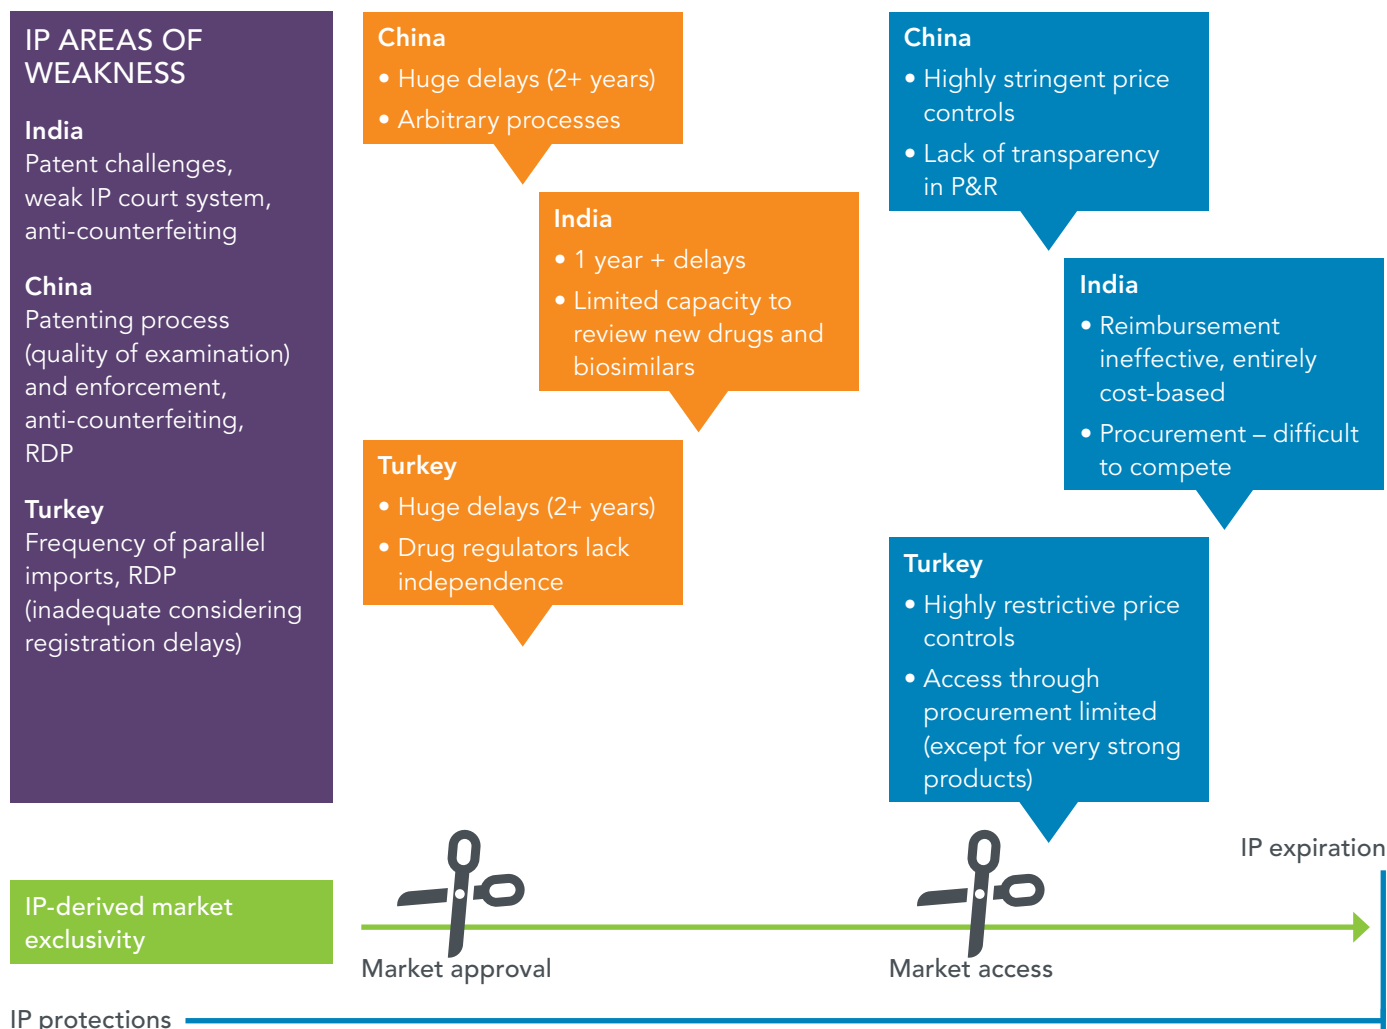 IP AREAS OF
WEAKNESS
India
Patent challenges,
weak IP court system,
anti-counterfeiting
China
Patenting process
(quality of examination)
and enforcement,
anti-counterfeiting,
RDP
Turkey
Frequency of parallel
imports, RDP
(inadequate considering
registration delays)
China
• Huge delays (2+ years)
• Arbitrary processes
India
• 1 year + delays
• Limited capacity to
review new drugs and
biosimilars
Turkey
• Huge delays (2+ years)
• Drug regulators lack
independence
China
• Highly stringent price
controls
• Lack of transparency
in P&R
India
• Reimbursement
ineffective, entirely
cost-based
• Procurement – difficult
to compete
Turkey
• Highly restrictive price
controls
• Access through
procurement limited
(except for very strong
products)
IP expiration
IP-derived market
exclusivity
Market approval
Market access
IP protections